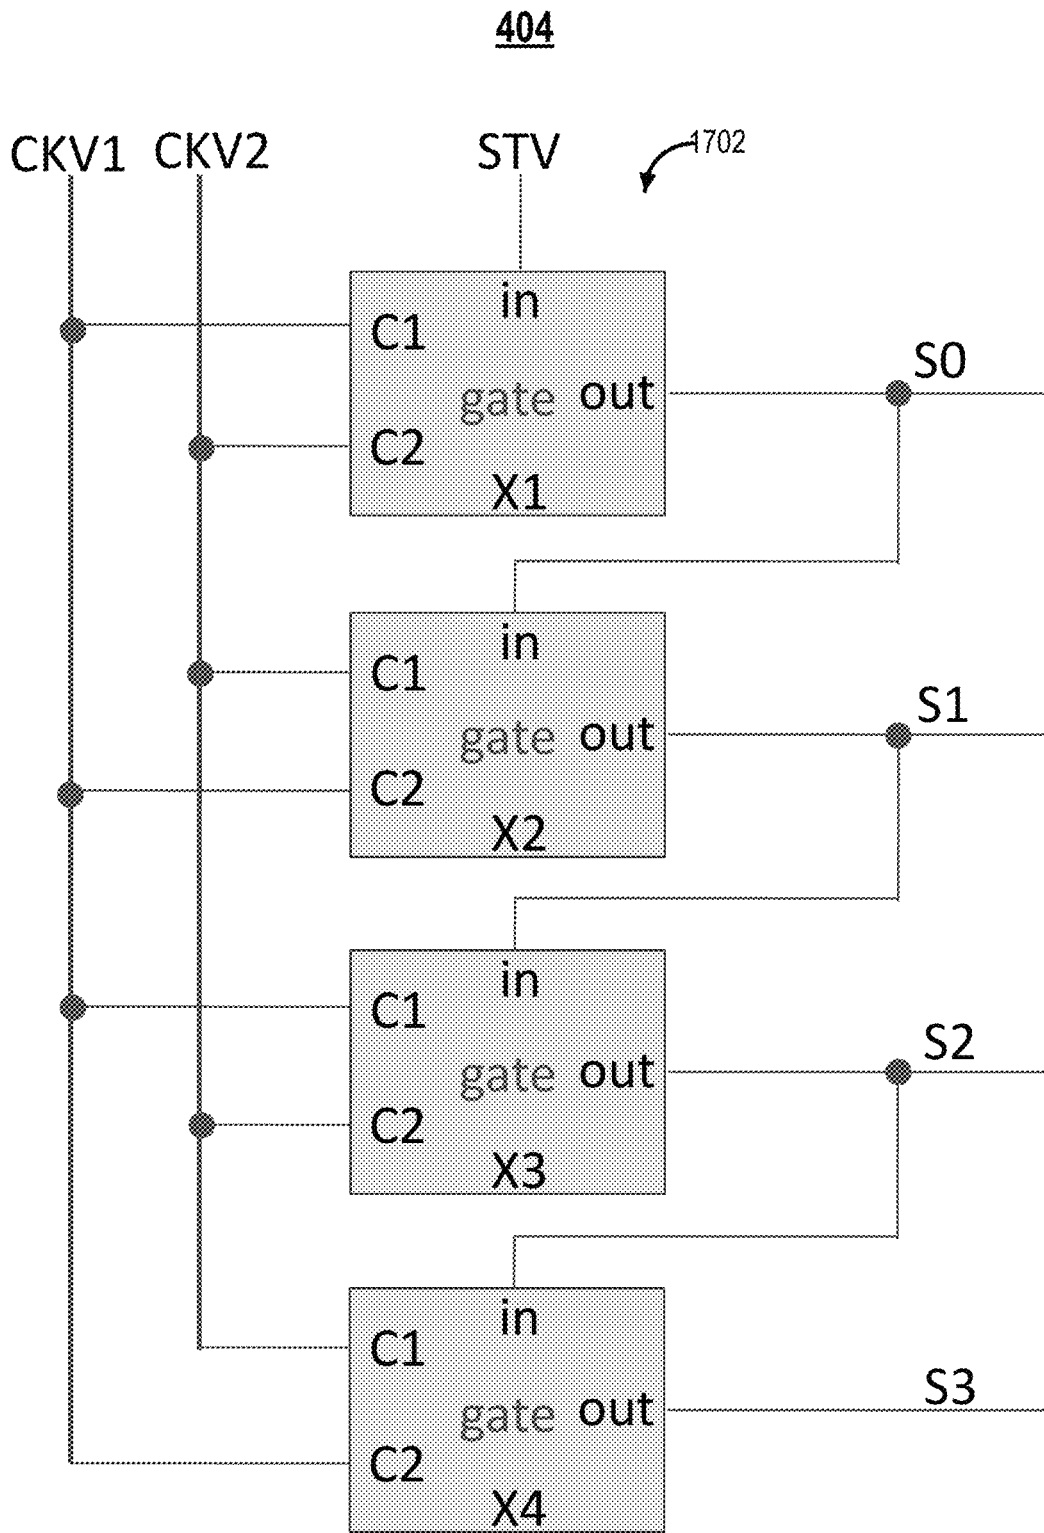 404
CKV1 CKV2 STV 1702
in
C1
S0
gate out
C2
X1
in
C1
S1
gate out
C2
X2
in
C1
S2
gate out
C2
X3
in
C1
S3
gate out
C2
X4